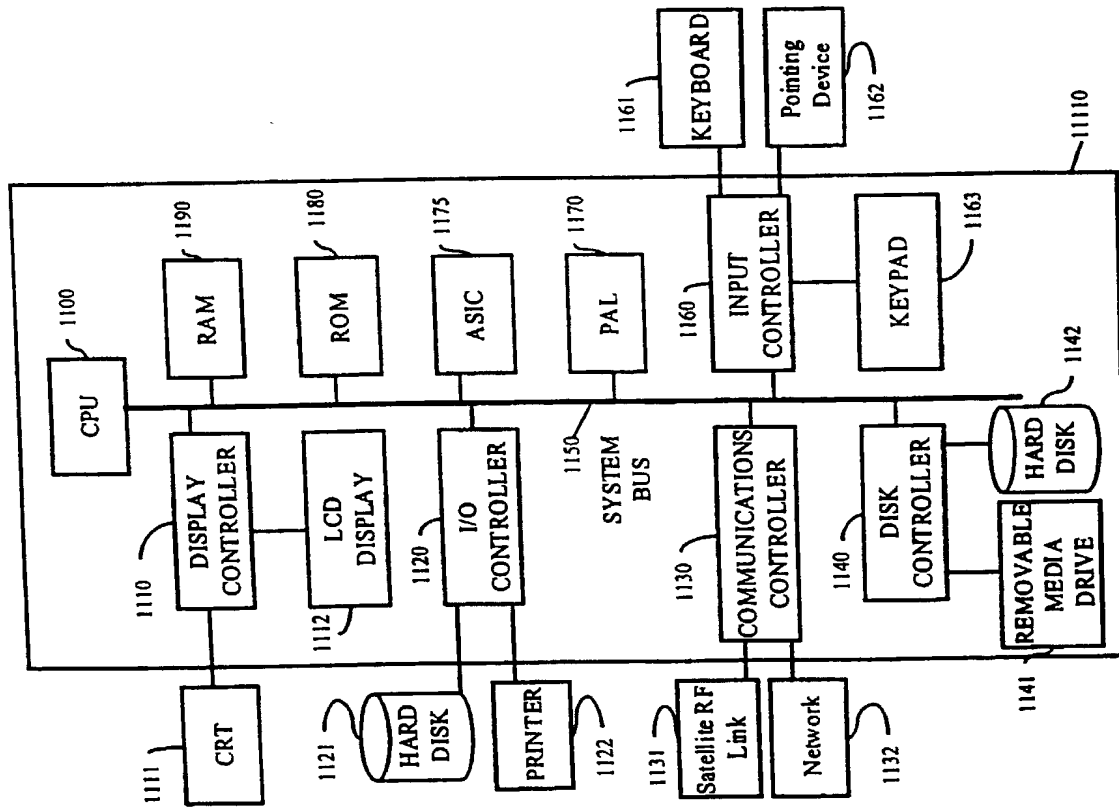 1100
CPU
1190
RAM
1180
ROM
1175
ASIC
1170
PAL
1150
SYSTEM
BUS
1110
DISPLAY
CONTROLLER
1111
CRT
1112
LCD
DISPLAY
1120
I/O
CONTROLLER
1121
HARD
DISK
PRINTER
1122
1130
COMMUNICATIONS
CONTROLLER
1131
Satellite RF
Link
Network
1132
1140
DISK
CONTROLLER
1141
REMOVABLE
MEDIA
DRIVE
HARD
DISK
1142
1160
INPUT
CONTROLLER
1161
KEYBOARD
Pointing
Device
1162
KEYPAD
1163
11110